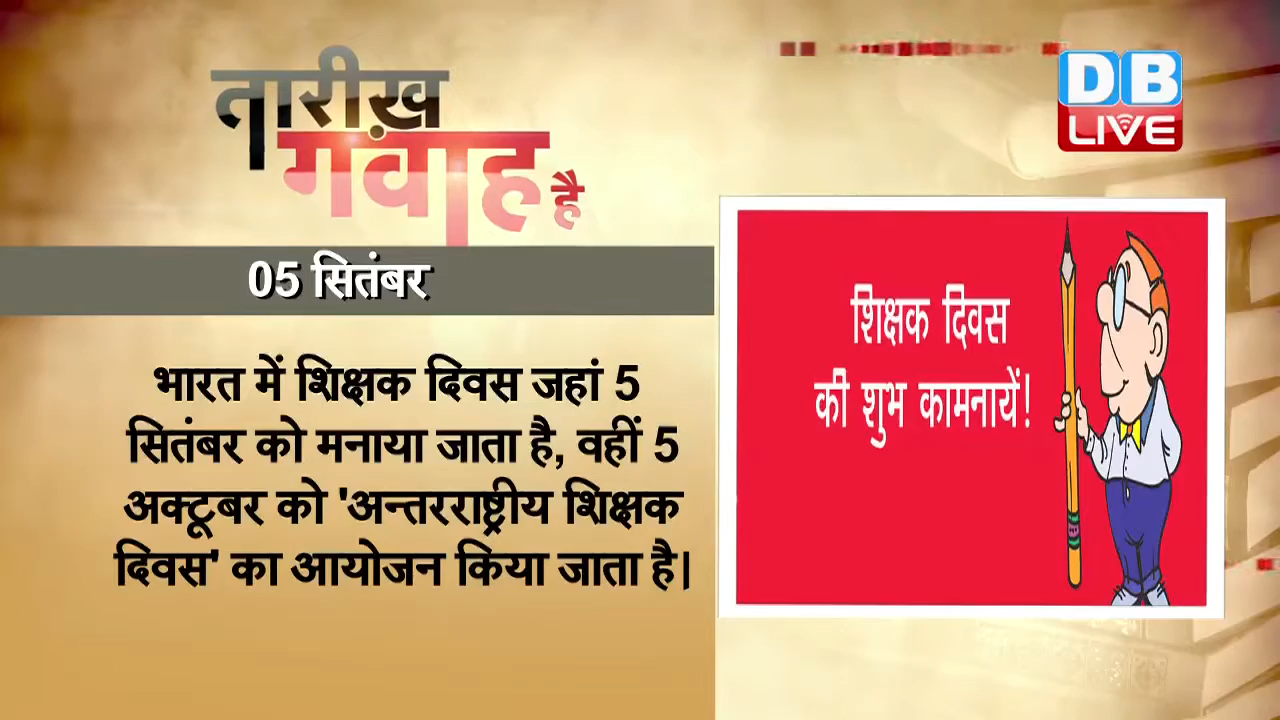 तारीख़
गवाह है
DB
LIVE
05 सितंबर
भारत में शिक्षक दिवस जहां 5
सितंबर को मनाया जाता है, वहीं 5
अक्टूबर को 'अन्तरराष्ट्रीय शिक्षक
दिवस' का आयोजन किया जाता है।
शिक्षक दिवस
की शुभ कामनायें!